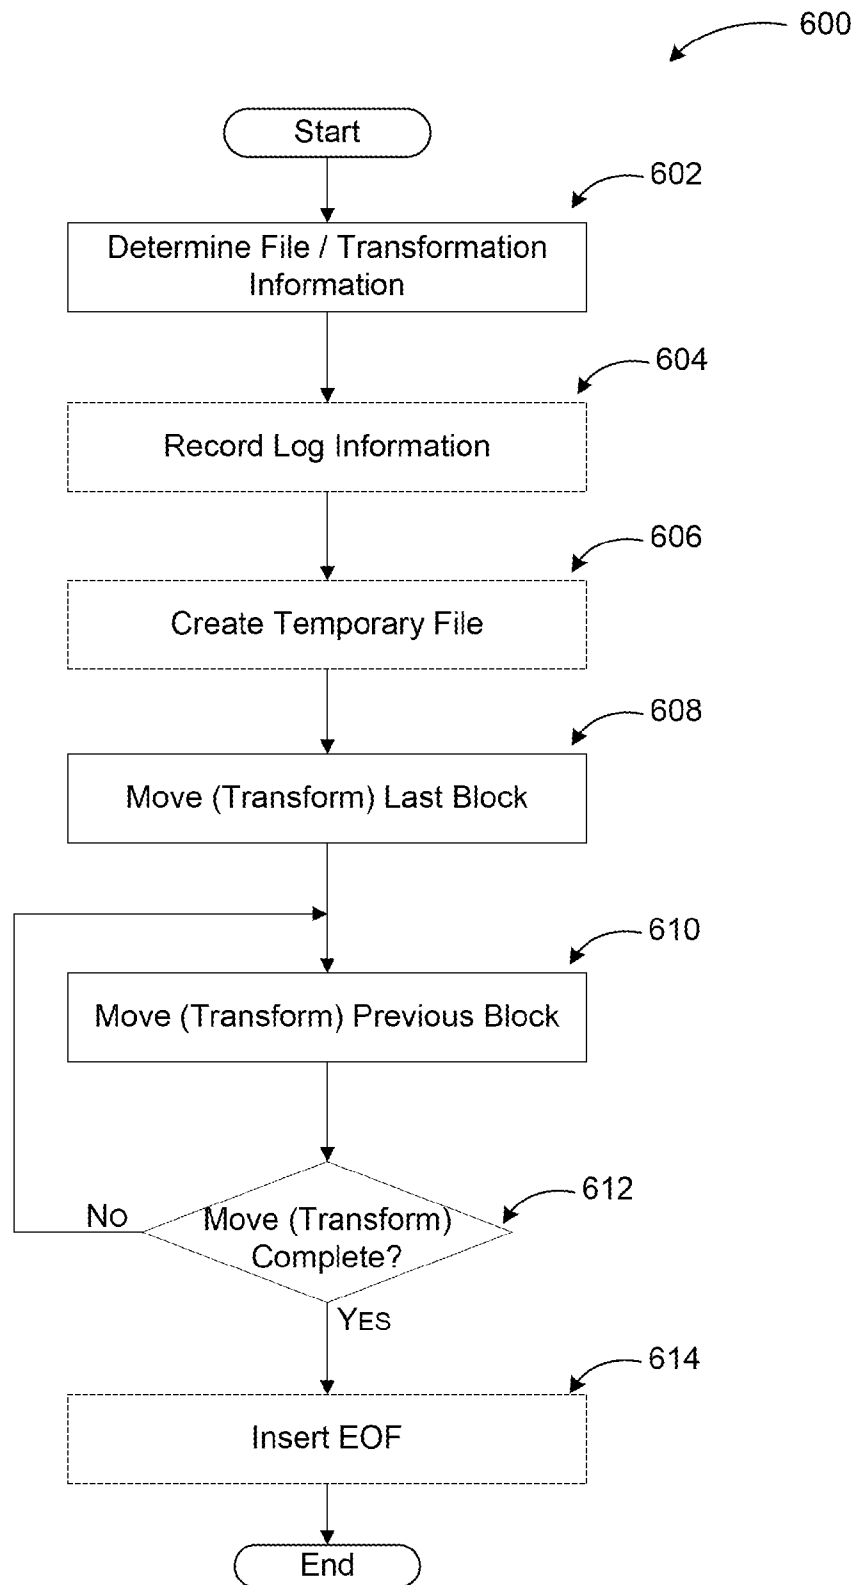 600
Start
602
Determine File / Transformation
Information
604
Record Log Information
606
Create Temporary File
608
Move (Transform) Last Block
610
Move (Transform) Previous Block
612
No
Move (Transform)
Complete?
YES
614
Insert EOF
End